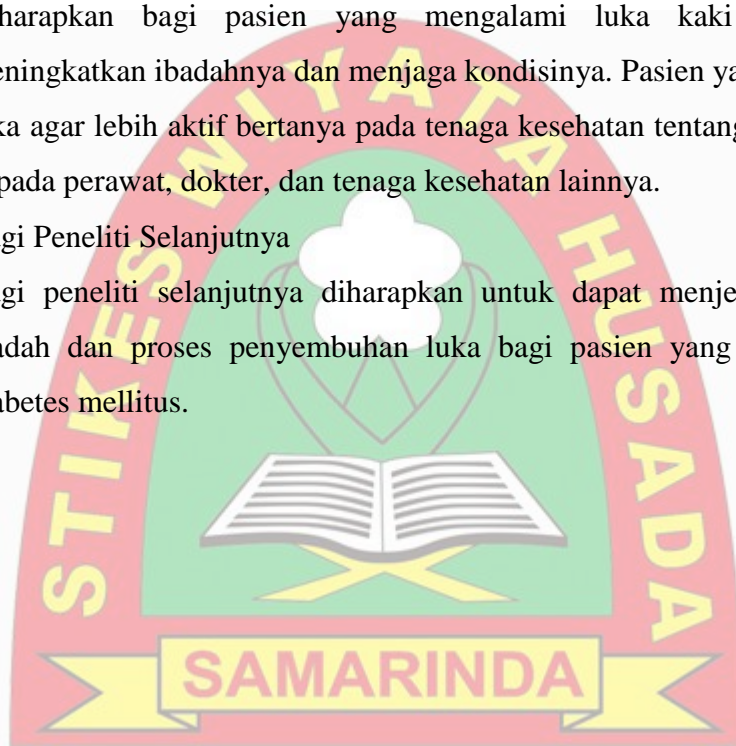 harapkan bagi pasien yang mengalami luka kaki
eningkatkan ibadahnya dan menjaga kondisinya. Pasien ya
ka agar lebih aktif bertanya pada tenaga kesehatan tentang
pada perawat, dokter, dan tenaga kesehatan lainnya.
gi Peneliti Selanjutnya
gi peneliti selanjutnya diharapkan untuk dapat menje
adah dan proses penyembuhan luka bagi pasien yang
abetes mellitus.
STIKES WIYATA HUSADA
SAMARINDA